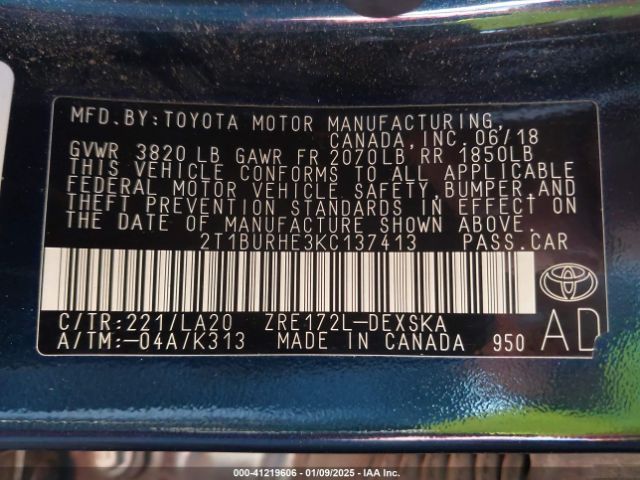 MFD.BY:TOYOTA MOTOR MANUFACTURING,
CANADA,INC. 06/18
GVWR 3820 LB GAWR FR 2070LB RR 1850LB
THIS VEHICLE CONFORMS TO ALL APPLICABLE
FEDERAL MOTOR VEHICLE SAFETY,BUMPER,AND
THEFT PREVENTION STANDARDS IN EFFECT ON
THE DATE OF MANUFACTURE SHOWN ABOVE.
2T1BURHE3KC137413 PASS.CAR
C/TR:221/LA20 ZRE172L-DEXSKA
A/TM:-04A/K313 MADE IN CANADA 950
AD
000-41219606 - 01/09/2025 - IAA Inc.